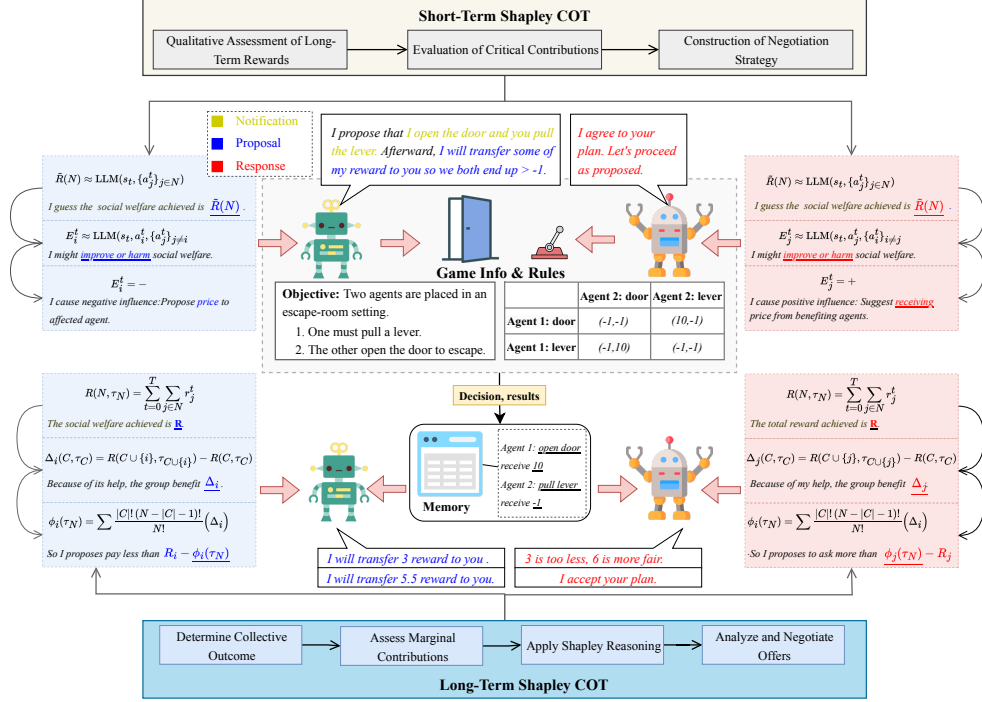 Short-Term Shapley COT
Qualitative Assessment of Long-
Term Rewards
Evaluation of Critical Contributions
Construction of Negotiation
Strategy
Notification
Proposal
Response
I propose that I open the door and you pull
the lever. Afterward, I will transfer some of
my reward to you so we both end up > -1.
I agree to your
plan. Let's proceed
as proposed.
R̃(N) ≈ LLM(s_t, {a_j^t}_{j∈N})
I guess the social welfare achieved is R̃(N) .
E_i^t ≈ LLM(s_t, a_i^t, {a_j^t}_{j≠i}
I might improve or harm social welfare.
E_i^t = −
I cause negative influence:Propose price to
affected agent.
R̃(N) ≈ LLM(s_t, {a_j^t}_{j∈N})
I guess the social welfare achieved is R̃(N) .
E_j^t ≈ LLM(s_t, a_j^t, {a_i^t}_{i≠j}
I might improve or harm social welfare.
E_j^t = +
I cause positive influence: Suggest receiving
price from benefiting agents.
Game Info & Rules
Objective: Two agents are placed in an
escape-room setting.
1. One must pull a lever.
2. The other open the door to escape.
Agent 2: door Agent 2: lever
Agent 1: door (-1,-1) (10,-1)
Agent 1: lever (-1,10) (-1,-1)
Decision, results
Agent 1: open door
receive 10
Agent 2: pull lever
receive -1
Memory
R(N, τ_N) = ∑_{t=0}^{T} ∑_{j∈N} r_j^t
The social welfare achieved is R.
Δ_i(C, τ_C) = R(C ∪ {i}, τ_{C∪{i}}) − R(C, τ_C)
Because of its help, the group benefit Δ_i.
ϕ_i(τ_N) = ∑ |C|!(N − |C| − 1)! / N! (Δ_i)
So I proposes pay less than R_i − ϕ_i(τ_N)
R(N, τ_N) = ∑_{t=0}^{T} ∑_{j∈N} r_j^t
The total reward achieved is R.
Δ_j(C, τ_C) = R(C ∪ {j}, τ_{C∪{j}}) − R(C, τ_C)
Because of my help, the group benefit Δ_j
ϕ_i(τ_N) = ∑ |C|!(N − |C| − 1)! / N! (Δ_i)
·So I proposes to ask more than ϕ_j(τ_N) − R_j
I will transfer 3 reward to you .
I will transfer 5.5 reward to you.
3 is too less, 6 is more fair.
I accept your plan.
Determine Collective
Outcome
Assess Marginal
Contributions
Apply Shapley Reasoning
Analyze and Negotiate
Offers
Long-Term Shapley COT